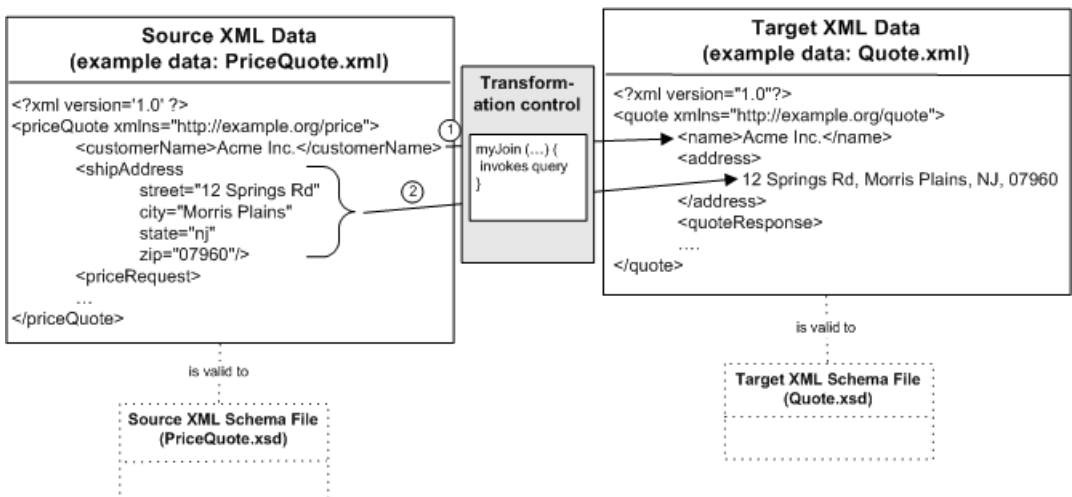 Source XML Data
(example data: PriceQuote.xml)
<?xml version='1.0' ?>
<priceQuote xmlns="http://example.org/price">
<customerName>Acme Inc.</customerName>
<shipAddress
street="12 Springs Rd"
city="Morris Plains"
state="nj"
zip="07960"/>
<priceRequest>
...
</priceQuote>
is valid to
Source XML Schema File
(PriceQuote.xsd)
1
2
Transform-
ation control
myJoin (...) {
invokes query
}
Target XML Data
(example data: Quote.xml)
<?xml version="1.0"?>
<quote xmlns="http://example.org/quote">
<name>Acme Inc.</name>
<address>
12 Springs Rd, Morris Plains, NJ, 07960
</address>
<quoteResponse>
....
</quote>
is valid to
Target XML Schema File
(Quote.xsd)